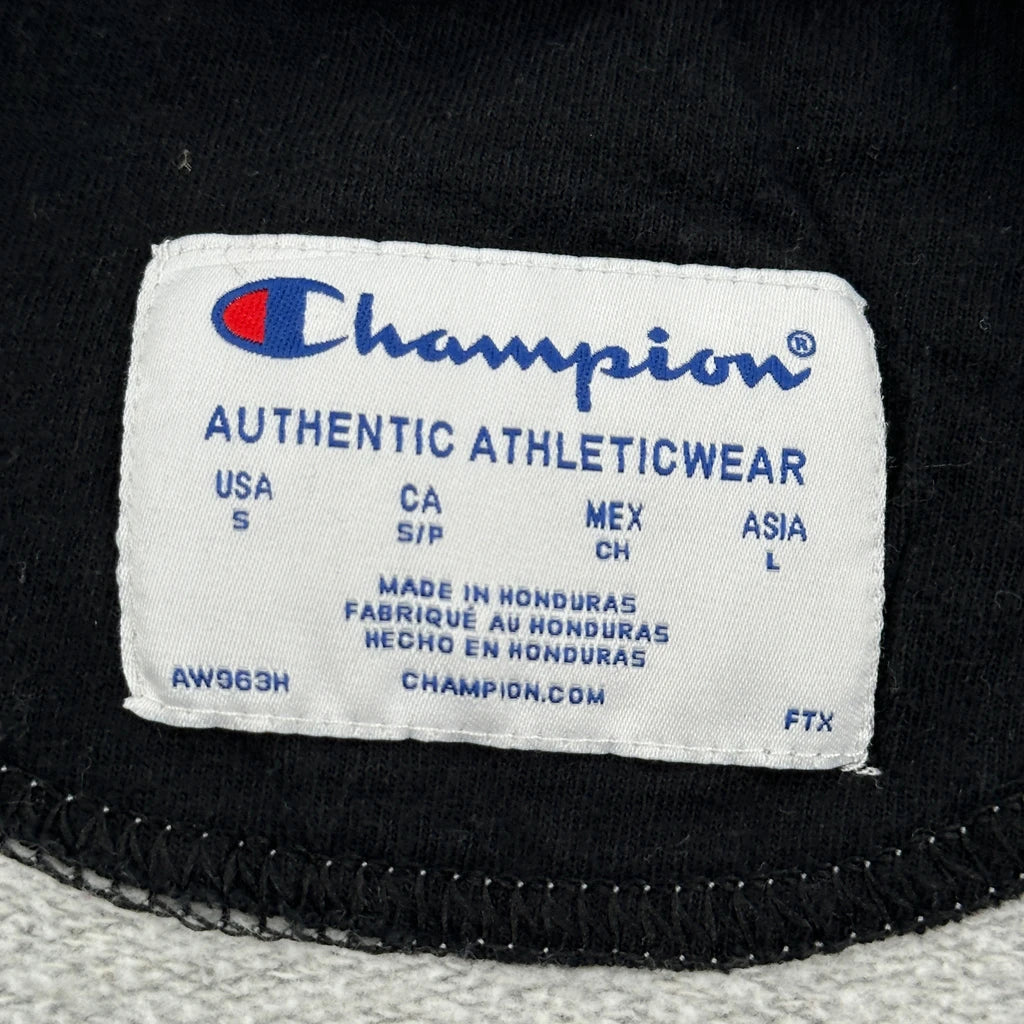 Champion®
AUTHENTIC ATHLETICWEAR
USA CA MEX ASIA
S S/P CH L
MADE IN HONDURAS
FABRIQUÉ AU HONDURAS
HECHO EN HONDURAS
AW963H CHAMPION.COM FTX